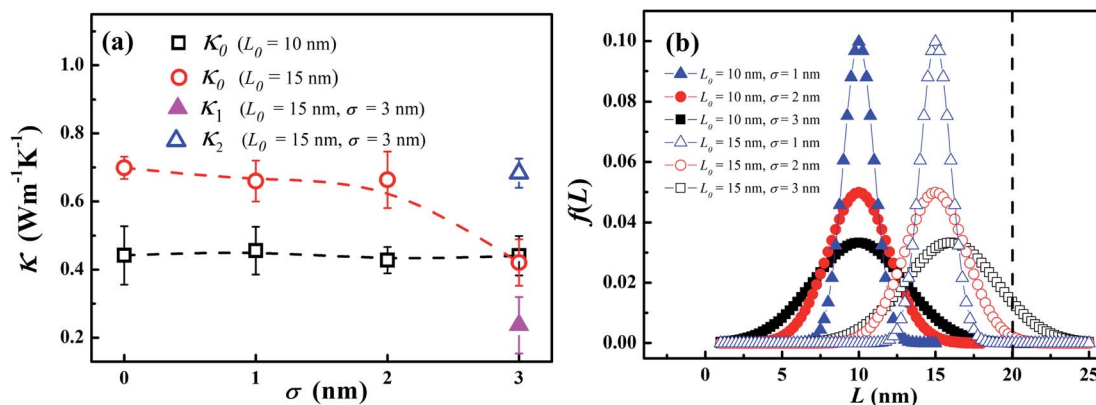 (a)
κ₀ (L₀ = 10 nm)
κ₀ (L₀ = 15 nm)
κ₁ (L₀ = 15 nm, σ = 3 nm)
κ₂ (L₀ = 15 nm, σ = 3 nm)
κ (Wm⁻¹K⁻¹)
1.0
0.8
0.6
0.4
0.2
0 1 2 3
σ (nm)
(b)
L₀ = 10 nm, σ = 1 nm
L₀ = 10 nm, σ = 2 nm
L₀ = 10 nm, σ = 3 nm
L₀ = 15 nm, σ = 1 nm
L₀ = 15 nm, σ = 2 nm
L₀ = 15 nm, σ = 3 nm
f(L)
0.10
0.08
0.06
0.04
0.02
0.00
0 5 10 15 20 25
L (nm)